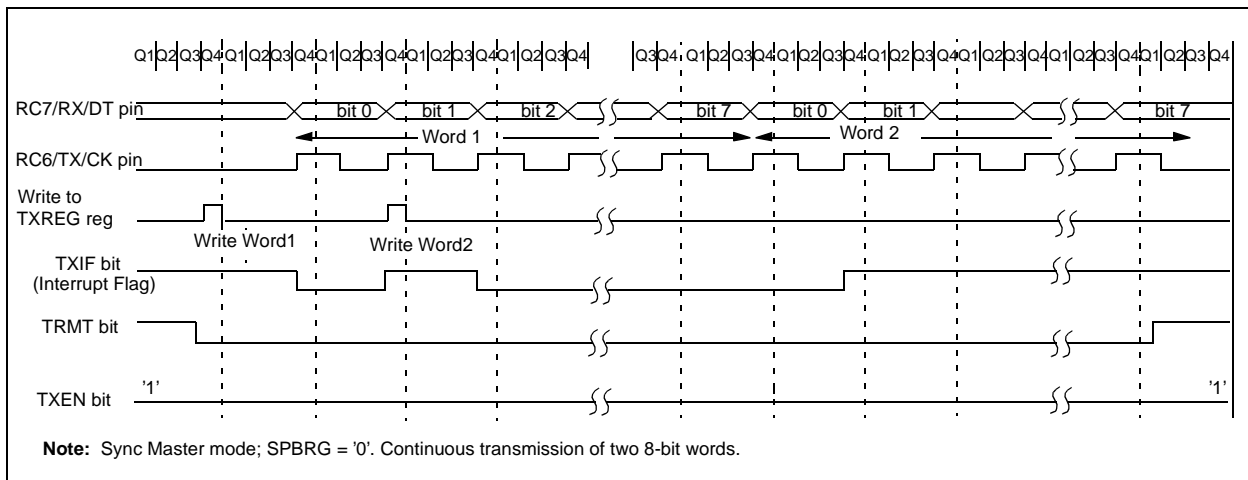 Q1 Q2 Q3 Q4 Q1 Q2 Q3 Q4 Q1 Q2 Q3 Q4 Q1 Q2 Q3 Q4 Q1 Q2 Q3 Q4 Q3 Q4 Q1 Q2 Q3 Q4 Q1 Q2 Q3 Q4 Q1 Q2 Q3 Q4 Q1 Q2 Q3 Q4 Q1 Q2 Q3 Q4 Q1 Q2 Q3 Q4
RC7/RX/DT pin bit 0 bit 1 bit 2 bit 7 bit 0 bit 1 bit 7
Word 1 Word 2
RC6/TX/CK pin
Write to
TXREG reg
Write Word1 Write Word2
TXIF bit
(Interrupt Flag)
TRMT bit
'1' '1'
TXEN bit
Note: Sync Master mode; SPBRG = '0'. Continuous transmission of two 8-bit words.